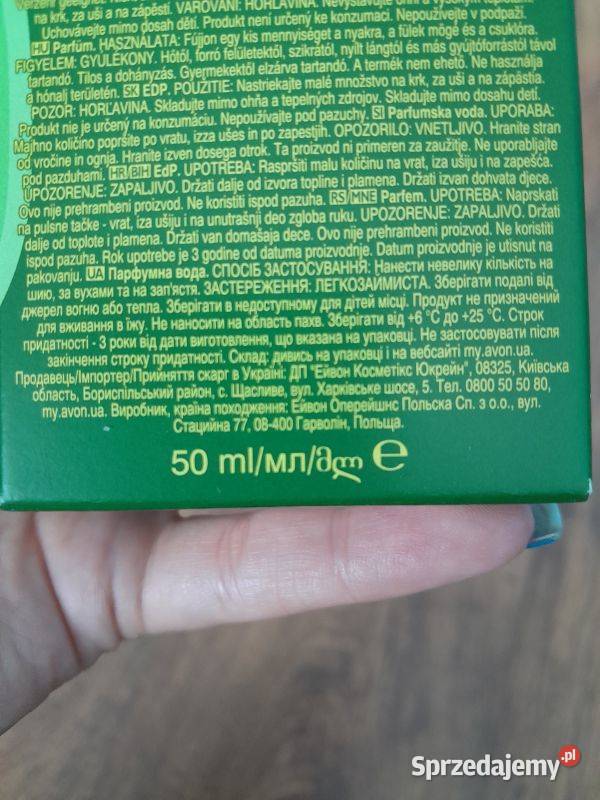 na krk, za uši a na zápěstí. VAROVÁNÍ: HOŘLAVINA. Nevystavujte ohni a vysokým teplotám.
Uchovávejte mimo dosah dětí. Produkt není určený ke konzumaci. Nepoužívejte v podpaží.
HU Parfüm. HASZNÁLATA: Fújjon egy kis mennyiséget a nyakra, a fülek mögé és a csuklóra.
FIGYELEM: GYÚLÉKONY. Hőtől, forró felületektől, szikrától, nyílt lángtól és más gyújtóforrástól távol
tartandó. Tilos a dohányzás. Gyermekektől elzárva tartandó. A termék nem ehető. Ne használja
a hónalj területén. SK EDP. POUŽITIE: Nastriekajte malé množstvo na krk, za uši a na zápästia.
POZOR: HORĽAVINA. Skladujte mimo ohňa a tepelných zdrojov. Skladujte mimo dosahu detí.
Produkt nie je určený na konzumáciu. Nepoužívajte pod pazuchy. SI Parfumska voda. UPORABA:
Majhno količino popršite po vratu, izza ušes in po zapestjih. OPOZORILO: VNETLJIVO. Hranite stran
od vročine in ognja. Hranite izven dosega otrok. Ta proizvod ni primeren za zaužitje. Ne uporabljajte
pod pazduhami. HR/BIH EdP. UPOTREBA: Raspršiti malu količinu na vrat, iza ušiju i na zapešća.
UPOZORENJE: ZAPALJIVO. Držati dalje od izvora topline i plamena. Držati izvan dohvata djece.
Ovo nije prehrambeni proizvod. Ne koristiti ispod pazuha. RS/MNE Parfem. UPOTREBA: Naprskati
na pulsne tačke - vrat, iza ušiju i na unutrašnji deo zgloba ruku. UPOZORENJE: ZAPALJIVO. Držati
dalje od toplote i plamena. Držati van domašaja dece. Ovo nije prehrambeni proizvod. Ne koristiti
ispod pazuha. Rok upotrebe je 3 godine od datuma proizvodnje. Datum proizvodnje je utisnut na
pakovanju. UA Парфумна вода. СПОСІБ ЗАСТОСУВАННЯ: Нанести невелику кількість на
шию, за вухами та на зап'ястя. ЗАСТЕРЕЖЕННЯ: ЛЕГКОЗАЙМИСТА. Зберігати подалі від
джерел вогню або тепла. Зберігати в недоступному для дітей місці. Продукт не призначений
для вживання в їжу. Не наносити на область пахв. Зберігати від +6 °C до +25 °C. Строк
придатності - 3 роки від дати виготовлення, що вказана на упаковці. Не застосовувати після
закінчення строку придатності. Склад: дивись на упаковці і на вебсайті my.avon.ua.
Продавець/Імпортер/Прийняття скарг в Україні: ДП "Ейвон Косметікс Юкрейн", 08325, Київська
область, Бориспільський район, с. Щасливе, вул. Харківське шосе, 5. Тел. 0800 50 50 80,
my.avon.ua. Виробник, країна походження: Ейвон Оперейшнс Польска Сп. з о.о., вул.
Стаційна 77, 08-400 Гарволін, Польща.
50 ml/мл/მლ ℮
Sprzedajemy.pl